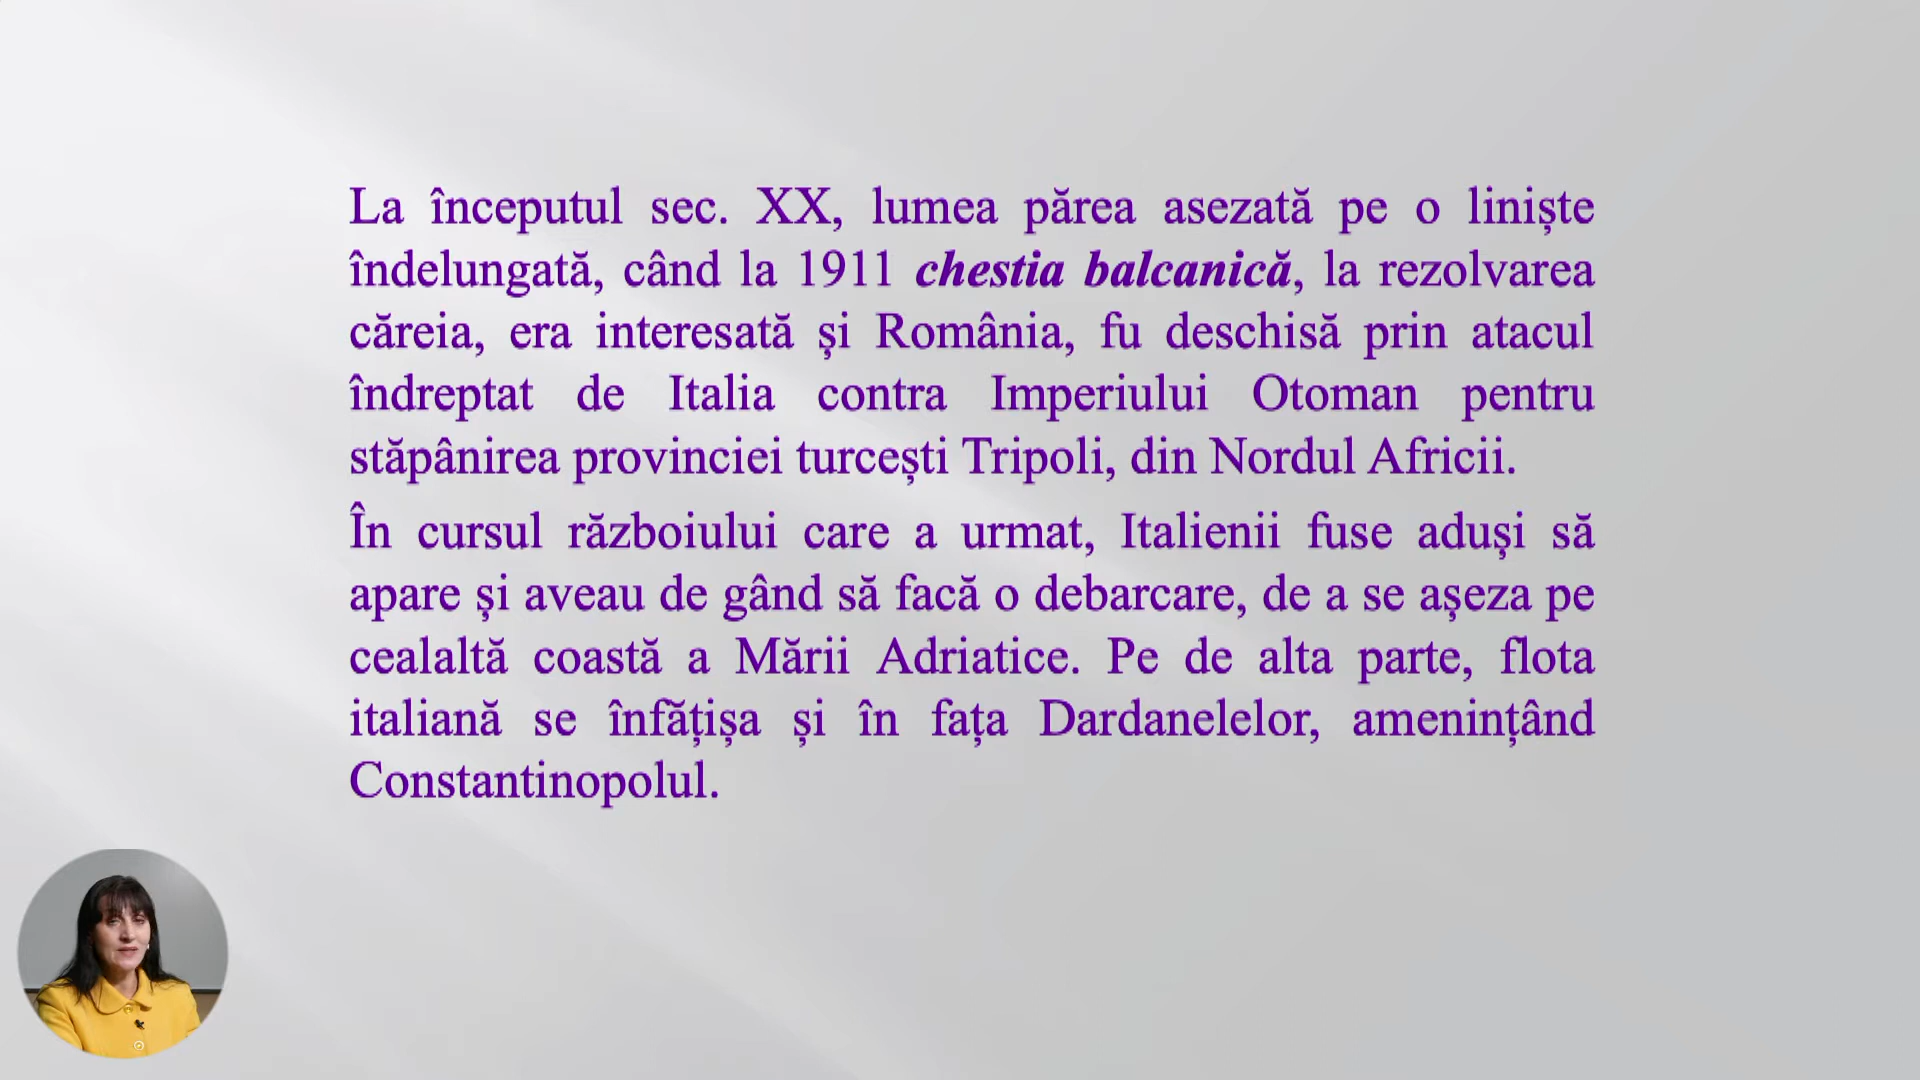 La începutul sec. XX, lumea părea asezată pe o liniște
îndelungată, când la 1911 chestia balcanică, la rezolvarea
căreia, era interesată și România, fu deschisă prin atacul
îndreptat de Italia contra Imperiului Otoman pentru
stăpânirea provinciei turcești Tripoli, din Nordul Africii.
În cursul războiului care a urmat, Italienii fuse aduși să
apare și aveau de gând să facă o debarcare, de a se așeza pe
cealaltă coastă a Mării Adriatice. Pe de alta parte, flota
italiană se înfățișa și în fața Dardanelelor, amenințând
Constantinopolul.